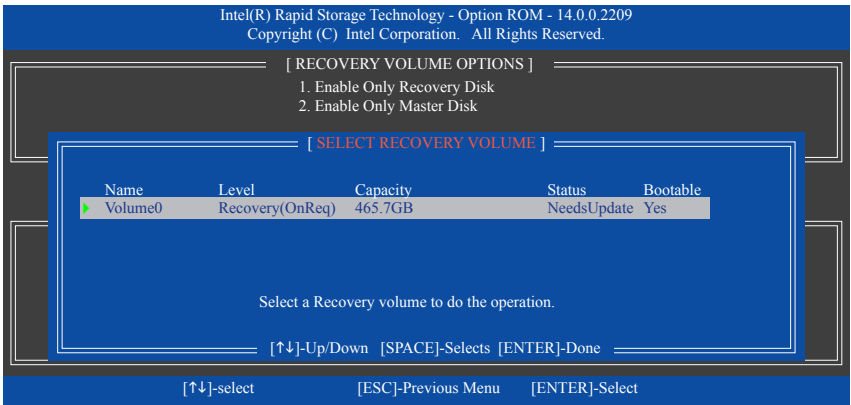 Intel(R) Rapid Storage Technology - Option ROM - 14.0.0.2209
Copyright (C) Intel Corporation. All Rights Reserved.
[ RECOVERY VOLUME OPTIONS ]
1. Enable Only Recovery Disk
2. Enable Only Master Disk
[ SELECT RECOVERY VOLUME ]
Name Level Capacity Status Bootable
Volume0 Recovery(OnReq) 465.7GB NeedsUpdate Yes
Select a Recovery volume to do the operation.
[↑↓]-Up/Down [SPACE]-Selects [ENTER]-Done
[↑↓]-select [ESC]-Previous Menu [ENTER]-Select